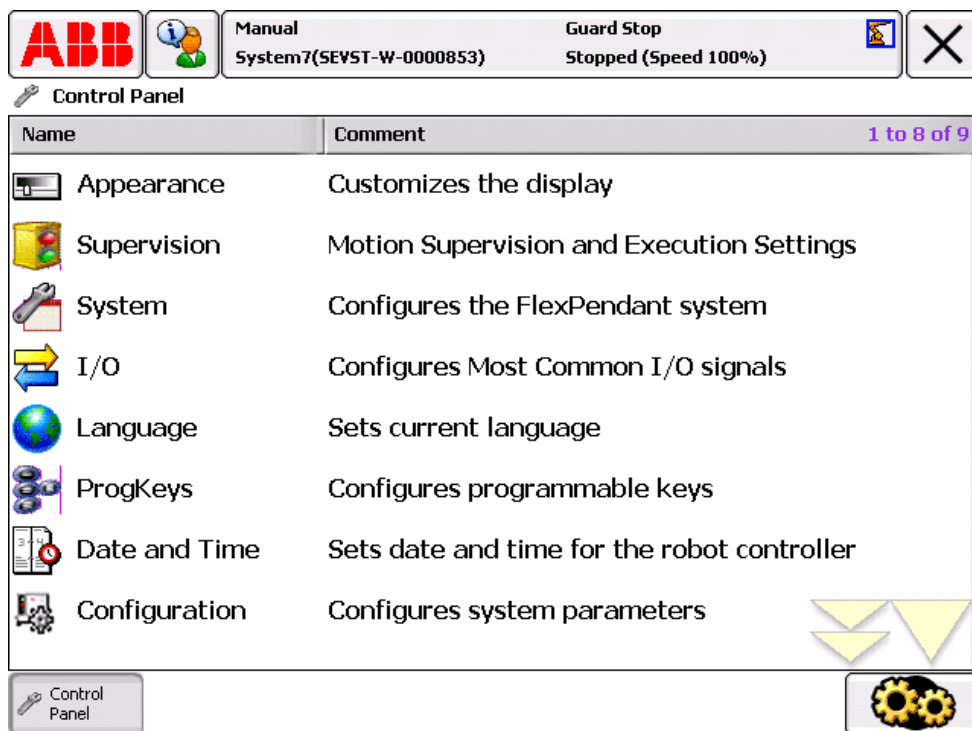 ABB
Manual Guard Stop
System7(SEVST-W-0000853) Stopped (Speed 100%)
Control Panel
Name Comment 1 to 8 of 9
Appearance Customizes the display
Supervision Motion Supervision and Execution Settings
System Configures the FlexPendant system
I/O Configures Most Common I/O signals
Language Sets current language
ProgKeys Configures programmable keys
Date and Time Sets date and time for the robot controller
Configuration Configures system parameters
Control
Panel